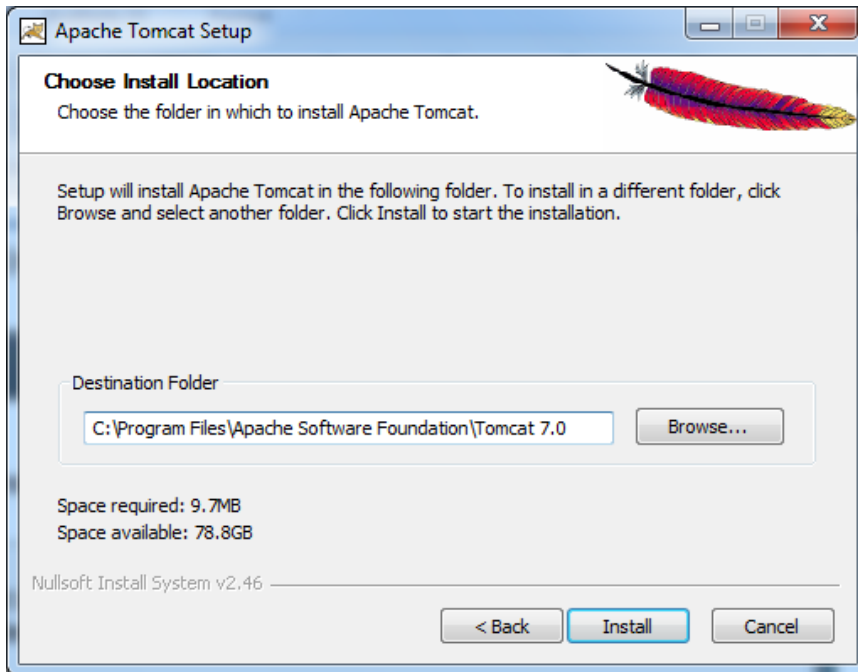 Apache Tomcat Setup
Choose Install Location
Choose the folder in which to install Apache Tomcat.
Setup will install Apache Tomcat in the following folder. To install in a different folder, click
Browse and select another folder. Click Install to start the installation.
Destination Folder
C:\Program Files\Apache Software Foundation\Tomcat 7.0
Browse...
Space required: 9.7MB
Space available: 78.8GB
Nullsoft Install System v2.46
< Back
Install
Cancel